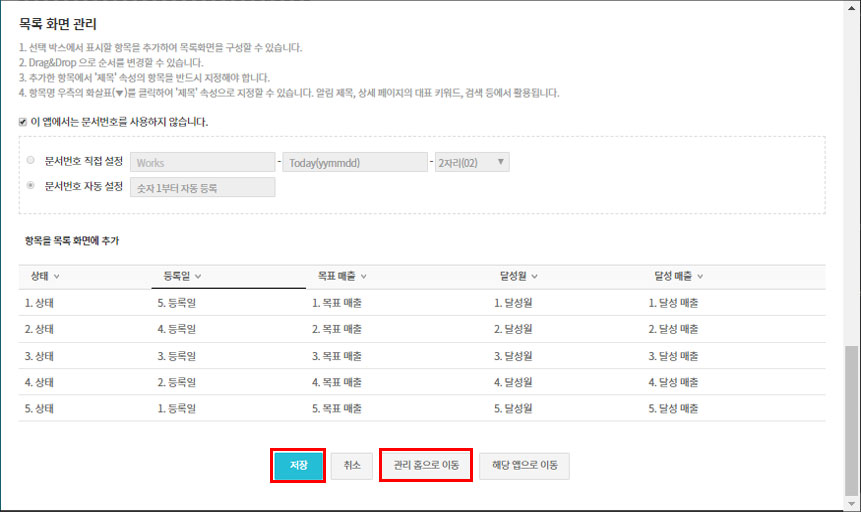 목록 화면 관리
1. 선택 박스에서 표시할 항목을 추가하여 목록화면을 구성할 수 있습니다.
2. Drag&Drop 으로 순서를 변경할 수 있습니다.
3. 추가한 항목에서 '제목' 속성의 항목을 반드시 지정해야 합니다.
4. 항목명 우측의 화살표(▼)를 클릭하여 '제목' 속성으로 지정할 수 있습니다. 알림 제목, 상세 페이지의 대표 키워드, 검색 등에서 활용됩니다.
이 앱에서는 문서번호를 사용하지 않습니다.
문서번호 직접 설정 Works - Today(yymmdd) - 2자리(02) ▼
문서번호 자동 설정 숫자 1부터 자동 등록
항목을 목록 화면에 추가
상태 등록일 목표 매출 달성월 달성 매출
1. 상태 5. 등록일 1. 목표 매출 1. 달성월 1. 달성 매출
2. 상태 4. 등록일 2. 목표 매출 2. 달성월 2. 달성 매출
3. 상태 3. 등록일 3. 목표 매출 3. 달성월 3. 달성 매출
4. 상태 2. 등록일 4. 목표 매출 4. 달성월 4. 달성 매출
5. 상태 1. 등록일 5. 목표 매출 5. 달성월 5. 달성 매출
저장 취소 관리 홈으로 이동 해당 앱으로 이동